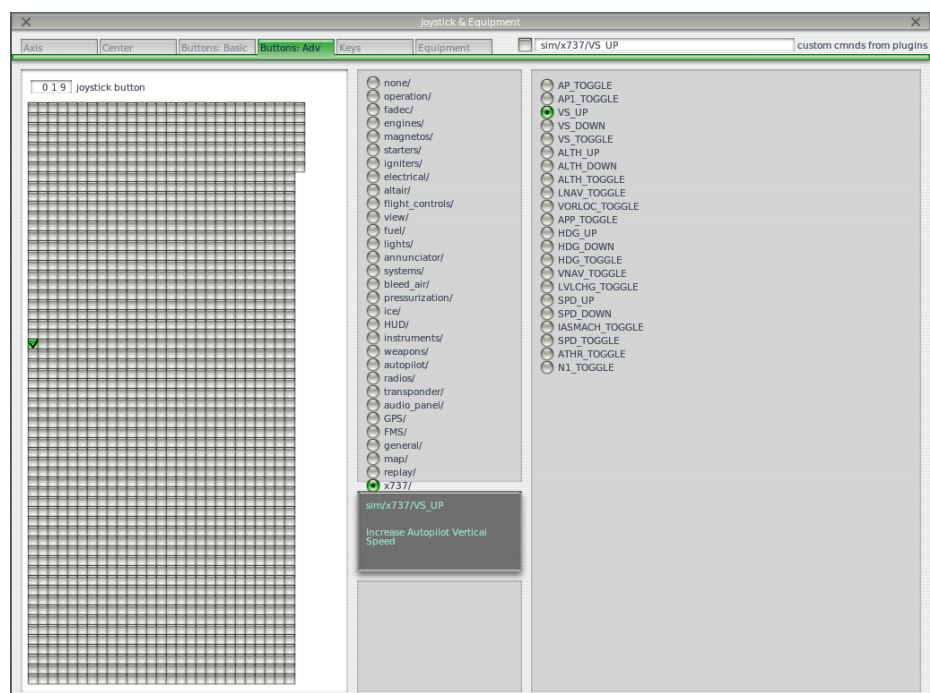 Joystick & Equipment
Axis
Center
Buttons: Basic
Buttons: Adv
Keys
Equipment
sim/x737/VS_UP
custom cmnds from plugins
0 1 9 joystick button
none/
operation/
fadec/
engines/
magnetos/
starters/
igniters/
electrical/
altair/
flight_controls/
view/
fuel/
lights/
annunciator/
systems/
bleed_air/
pressurization/
ice/
HUD/
instruments/
weapons/
autopilot/
radios/
transponder/
audio_panel/
GPS/
FMS/
general/
map/
replay/
x737/
sim/x737/VS_UP
Increase Autopilot Vertical
Speed
AP_TOGGLE
AP1_TOGGLE
VS_UP
VS_DOWN
VS_TOGGLE
ALTH_UP
ALTH_DOWN
ALTH_TOGGLE
LNAV_TOGGLE
VORLOC_TOGGLE
APP_TOGGLE
HDG_UP
HDG_DOWN
HDG_TOGGLE
VNAV_TOGGLE
LVLCHG_TOGGLE
SPD_UP
SPD_DOWN
IASMACH_TOGGLE
SPD_TOGGLE
ATHR_TOGGLE
N1_TOGGLE